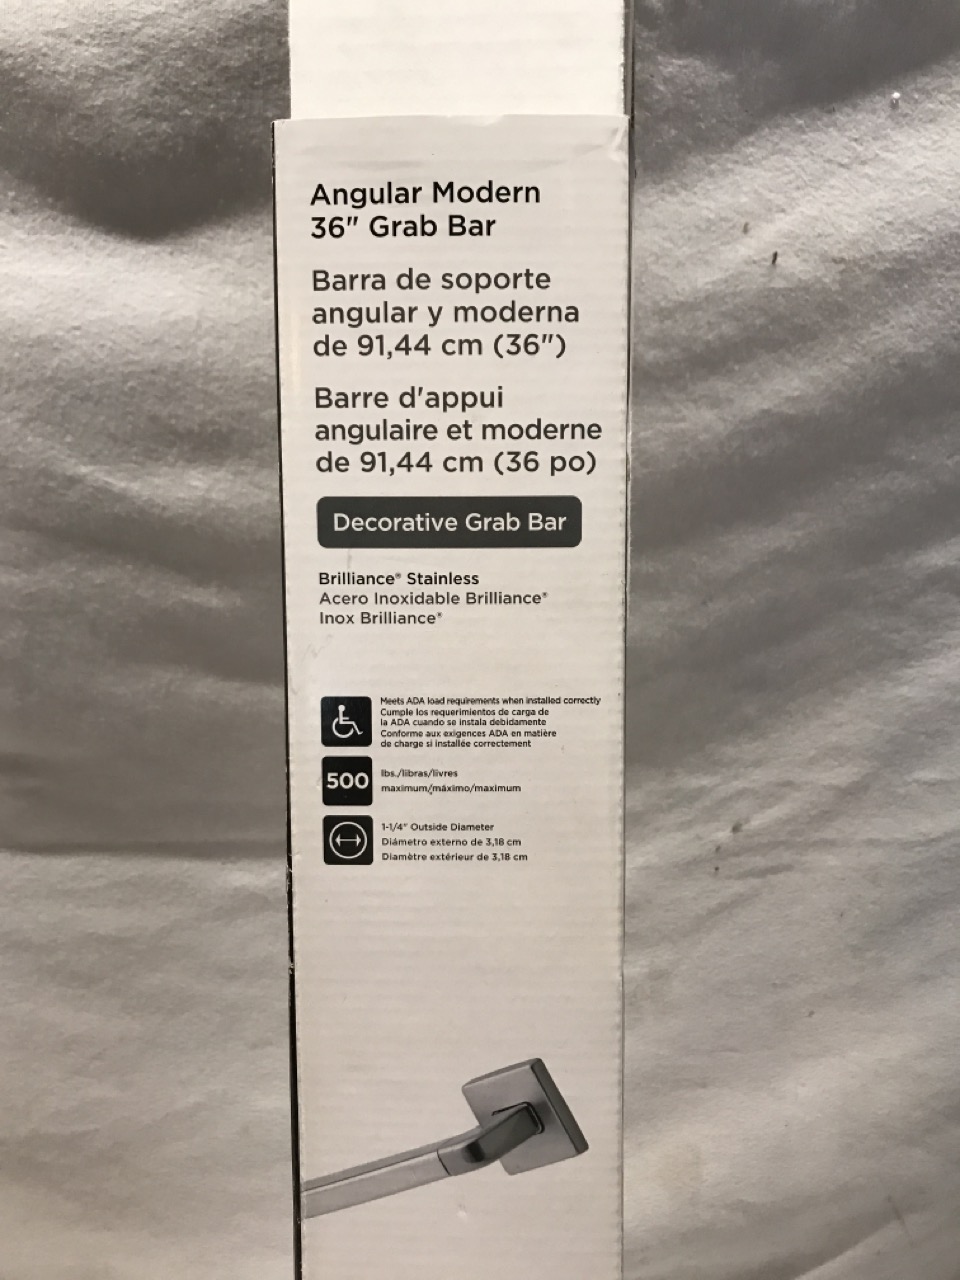 Angular Modern
36" Grab Bar
Barra de soporte
angular y moderna
de 91,44 cm (36")
Barre d'appui
angulaire et moderne
de 91,44 cm (36 po)
Decorative Grab Bar
Brilliance® Stainless
Acero Inoxidable Brilliance®
Inox Brilliance®
Meets ADA load requirements when installed correctly
Cumple los requerimientos de carga de
la ADA cuando se instala debidamente
Conforme aux exigences ADA en matière
de charge si installée correctement
500
lbs./libras/livres
maximum/máximo/maximum
1-1/4" Outside Diameter
Diámetro externo de 3,18 cm
Diamètre extérieur de 3,18 cm